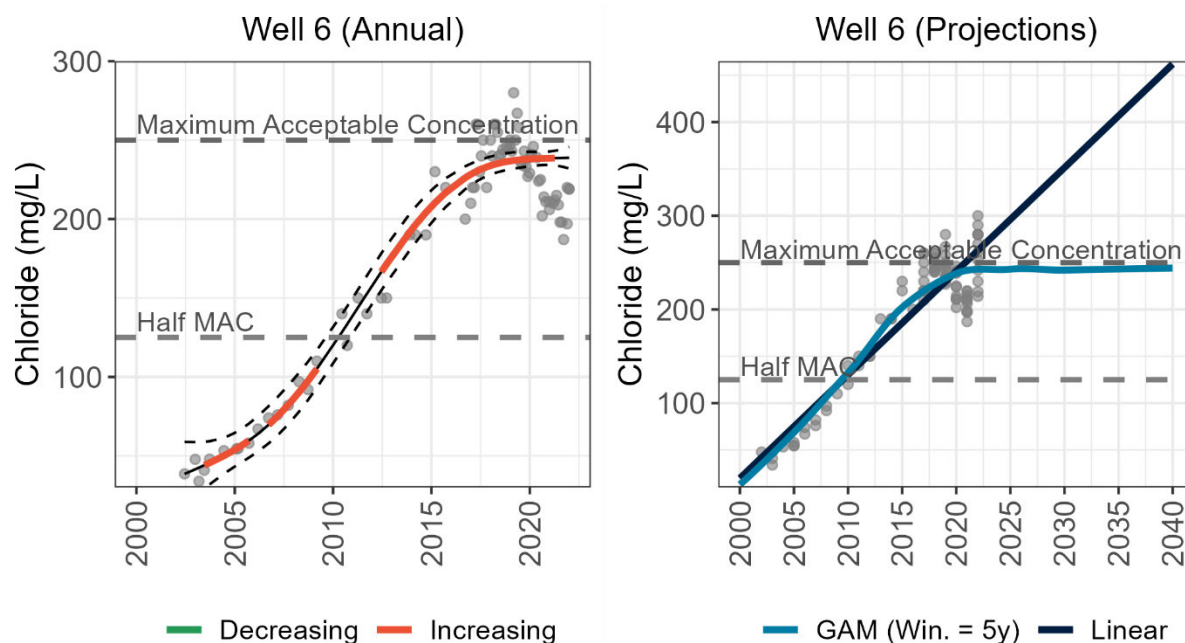 Well 6 (Annual)
300
200
100
Chloride (mg/L)
Maximum Acceptable Concentration
Half MAC
2000
2005
2010
2015
2020
Decreasing
Increasing
Well 6 (Projections)
400
300
200
100
Chloride (mg/L)
Maximum Acceptable Concentration
Half MAC
2000
2005
2010
2015
2020
2025
2030
2035
2040
GAM (Win. = 5y)
Linear